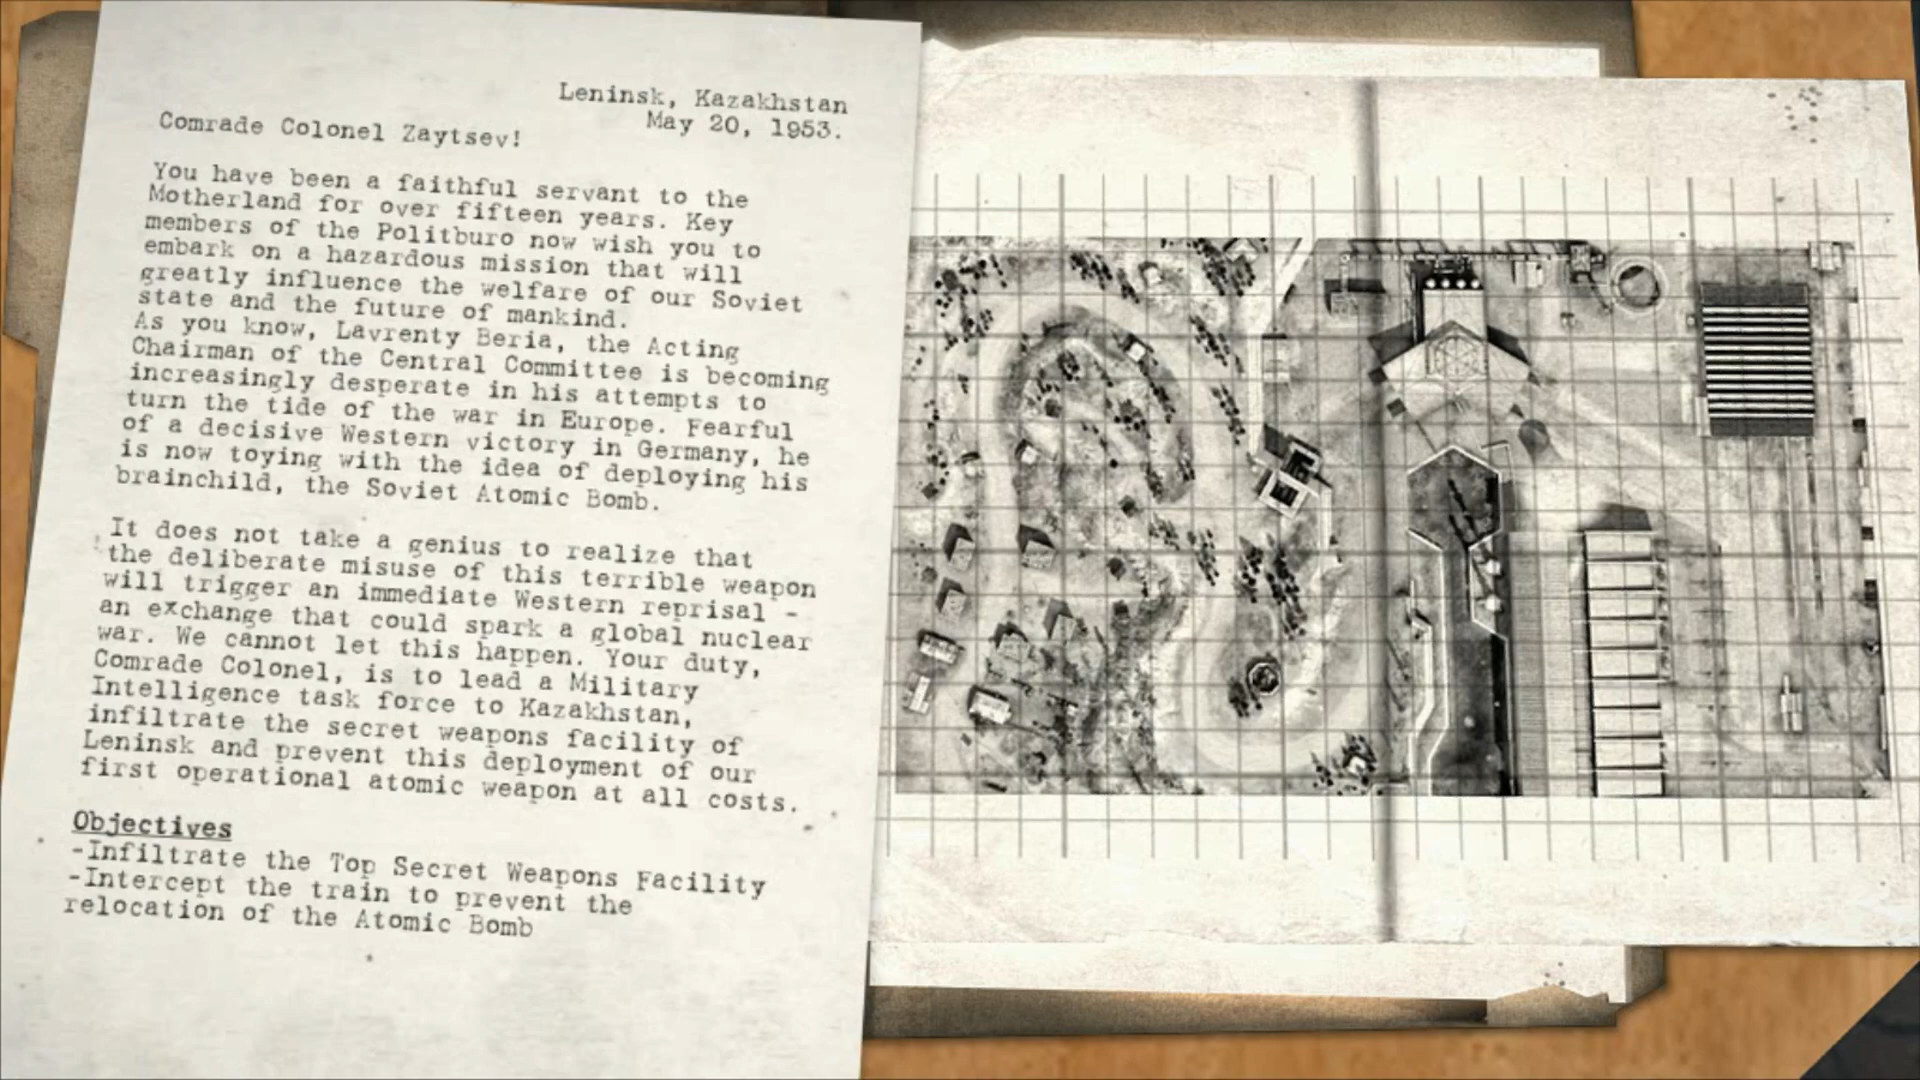 Leninsk, Kazakhstan
May 20, 1953.
Comrade Colonel Zaytsev!
You have been a faithful servant to the
Motherland for over fifteen years. Key
members of the Politburo now wish you to
embark on a hazardous mission that will
greatly influence the welfare of our Soviet
state and the future of mankind.
As you know, Lavrenty Beria, the Acting
Chairman of the Central Committee is becoming
increasingly desperate in his attempts to
turn the tide of the war in Europe. Fearful
of a decisive Western victory in Germany, he
is now toying with the idea of deploying his
brainchild, the Soviet Atomic Bomb.
It does not take a genius to realize that
the deliberate misuse of this terrible weapon
will trigger an immediate Western reprisal -
an exchange that could spark a global nuclear
war. We cannot let this happen. Your duty,
Comrade Colonel, is to lead a Military
Intelligence task force to Kazakhstan,
infiltrate the secret weapons facility of
Leninsk and prevent this deployment of our
first operational atomic weapon at all costs.
Objectives
-Infiltrate the Top Secret Weapons Facility
-Intercept the train to prevent the
relocation of the Atomic Bomb